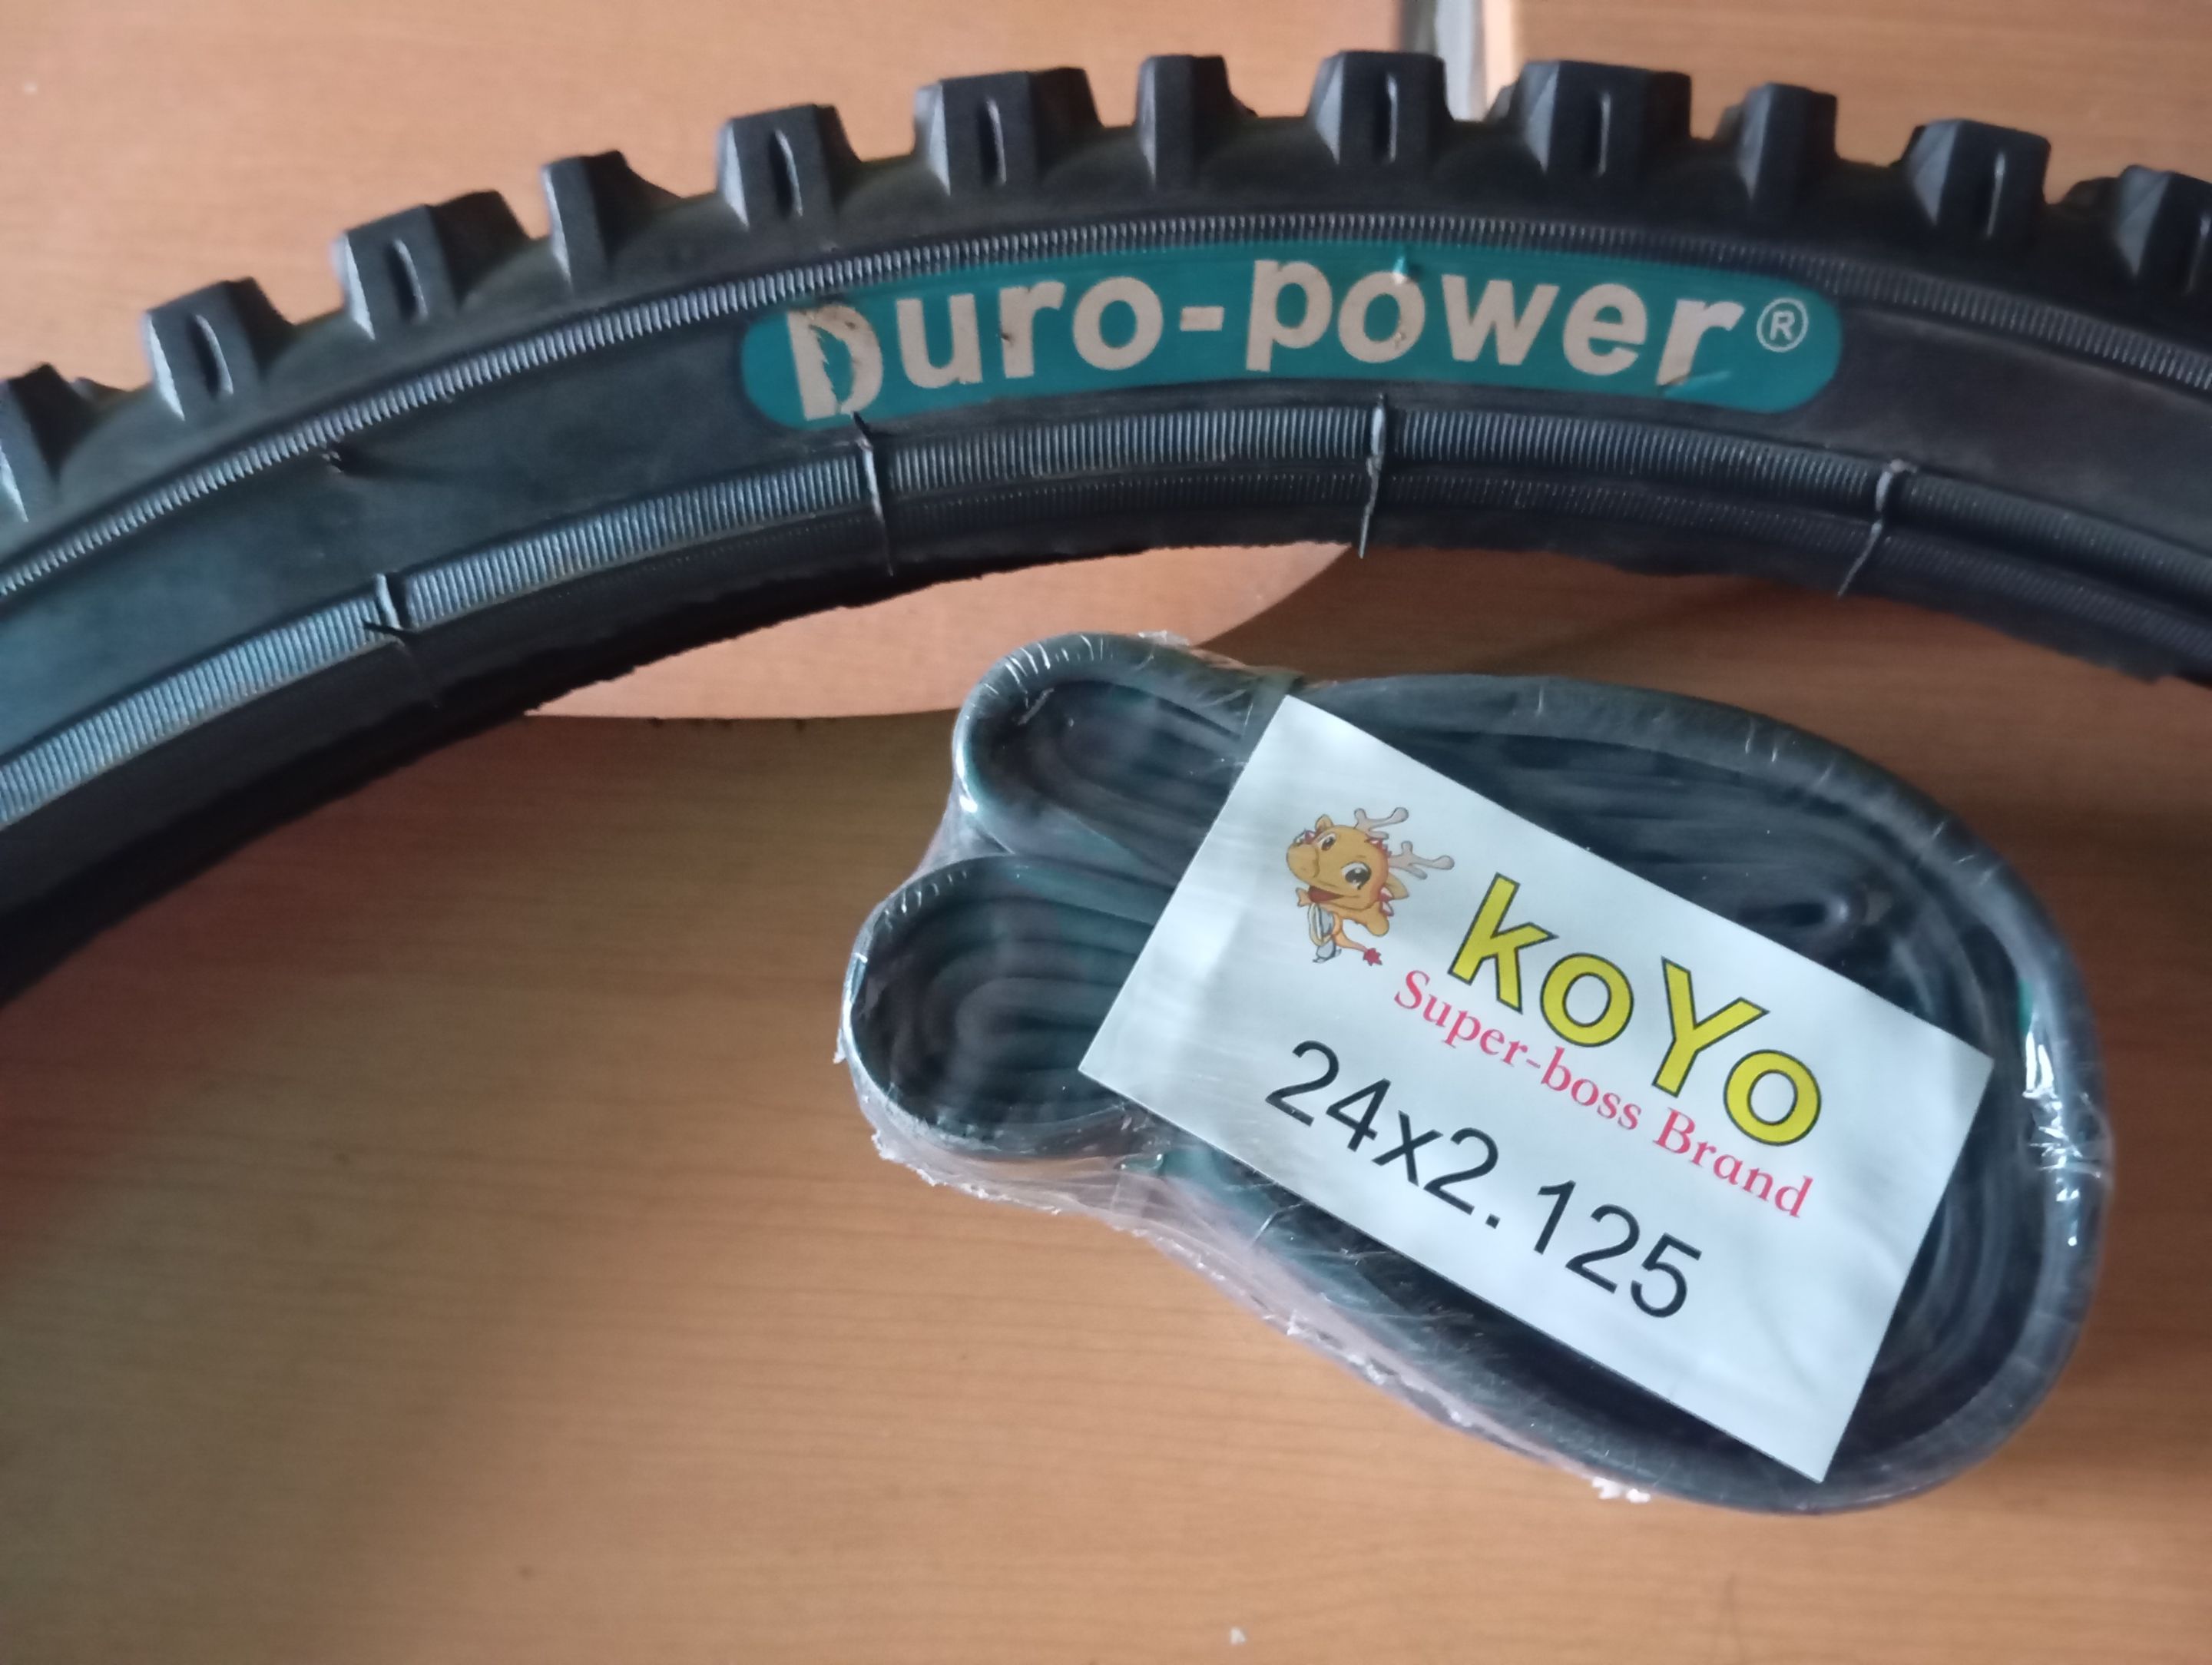 Duro-power®
koYo
Super-boss Brand
24x2.125